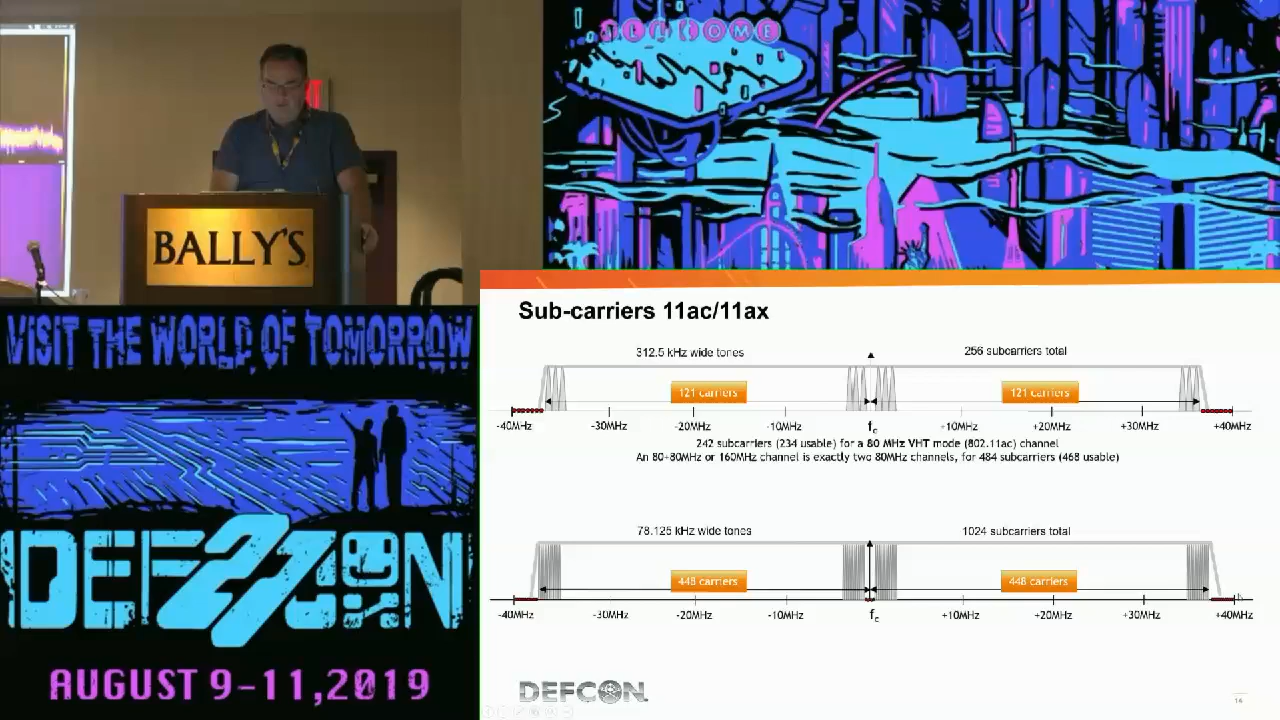 WELCOME
BALLY'S
VISIT THE WORLD OF TOMORROW
DEFCON
27
AUGUST 9-11,2019
Sub-carriers 11ac/11ax
312.5 kHz wide tones
256 subcarriers total
121 carriers
121 carriers
-40MHz -30MHz -20MHz -10MHz fc +10MHz +20MHz +30MHz +40MHz
242 subcarriers (234 usable) for a 80 MHz VHT mode (802.11ac) channel
An 80+80MHz or 160MHz channel is exactly two 80MHz channels, for 484 subcarriers (468 usable)
78.125 kHz wide tones
1024 subcarriers total
448 carriers
448 carriers
-40MHz -30MHz -20MHz -10MHz fc +10MHz +20MHz +30MHz +40MHz
DEFCON